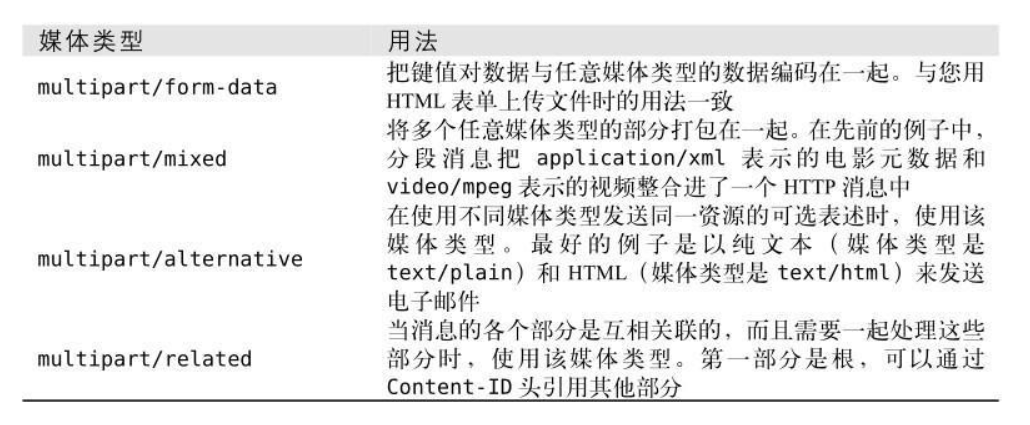 媒体类型 用法
multipart/form-data
把键值对数据与任意媒体类型的数据编码在一起。与您用
HTML 表单上传文件时的用法一致
multipart/mixed
将多个任意媒体类型的部分打包在一起。在先前的例子中，
分段消息把 application/xml 表示的电影元数据和
video/mpeg 表示的视频整合进了一个 HTTP 消息中
multipart/alternative
在使用不同媒体类型发送同一资源的可选表述时，使用该
媒体类型。最好的例子是以纯文本（媒体类型是
text/plain）和 HTML（媒体类型是 text/html）来发送
电子邮件
multipart/related
当消息的各个部分是互相关联的，而且需要一起处理这些
部分时，使用该媒体类型。第一部分是根，可以通过
Content-ID 头引用其他部分